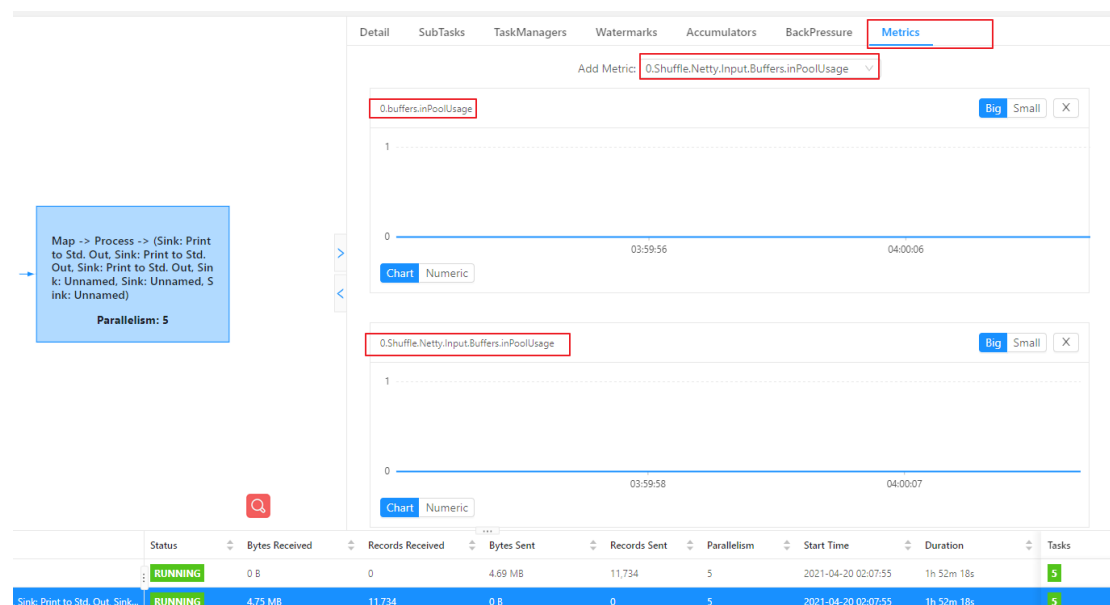 Detail SubTasks TaskManagers Watermarks Accumulators BackPressure Metrics
Add Metric: 0.Shuffle.Netty.Input.Buffers.inPoolUsage
0.buffers.inPoolUsage Big Small X
1
0
03:59:56 04:00:06
Chart Numeric
Map -> Process -> (Sink: Print
to Std. Out, Sink: Print to Std.
Out, Sink: Print to Std. Out, Sin
k: Unnamed, Sink: Unnamed, S
ink: Unnamed)
Parallelism: 5
0.Shuffle.Netty.Input.Buffers.inPoolUsage Big Small X
1
0
03:59:58 04:00:07
Chart Numeric
Status Bytes Received Records Received Bytes Sent Records Sent Parallelism Start Time Duration Tasks
RUNNING 0 B 0 4.69 MB 11,734 5 2021-04-20 02:07:55 1h 52m 18s 5
Sink: Print to Std. Out, Sink... RUNNING 4.75 MB 11,734 0 B 0 5 2021-04-20 02:07:55 1h 52m 18s 5